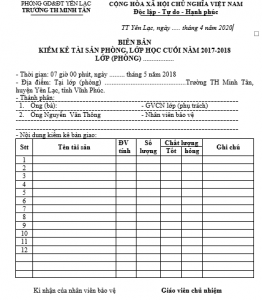 PHÒNG GD&ĐT YÊN LẠC CỘNG HÒA XÃ HỘI CHỦ NGHĨA VIỆT NAM
TRƯỜNG TH MINH TÂN Độc lập - Tự do - Hạnh phúc
TT Yên Lạc, ngày ..... tháng 4 năm 2020
BIÊN BẢN
KIỂM KÊ TÀI SẢN PHÒNG, LỚP HỌC CUỐI NĂM 2017-2018
LỚP (PHÒNG) ..................
- Thời gian: 07 giờ 00 phút, ngày ......... tháng 5 năm 2018
- Địa điểm: Tại lớp (phòng) ..............................Trường TH Minh Tân,
huyện Yên Lạc, tỉnh Vĩnh Phúc.
- Thành phần:
1. Ông (bà): - GVCN lớp (phụ trách)
2. Ông Nguyễn Văn Thông - Nhân viên bảo vệ
- Nội dung kiểm kê bàn giao:
Stt Tên tài sản ĐV tính Số lượng Chất lượng Ghi chú
Tốt hỏng
1
2
3
4
5
6
7
8
9
10
11
12
Kí nhận của nhân viên bảo vệ Giáo viên chủ nhiệm